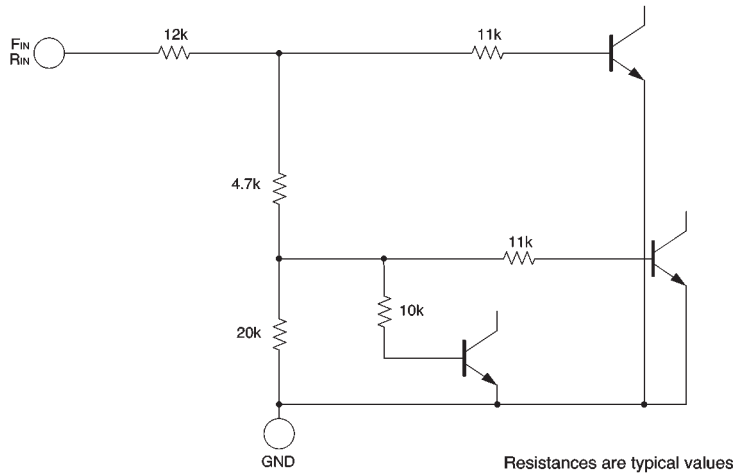 12k
11k
FIN
RIN
4.7k
11k
10k
20k
GND
Resistances are typical values